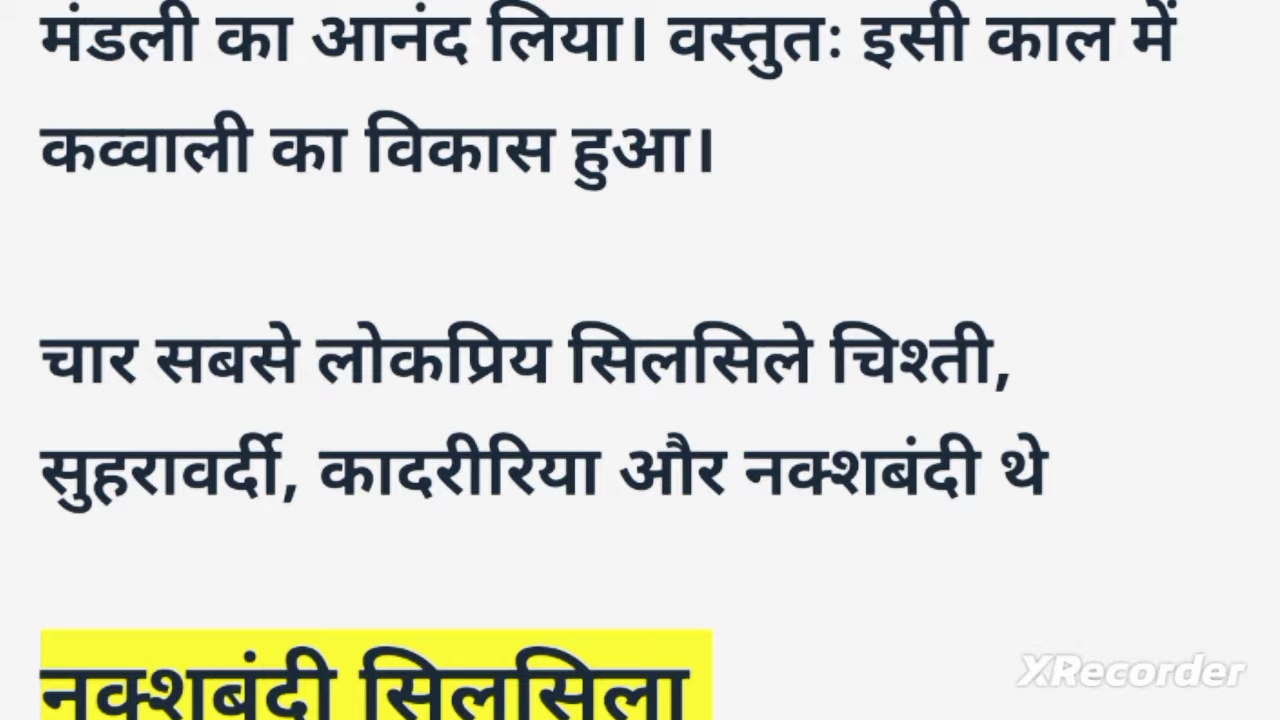 मंडली का आनंद लिया। वस्तुतः इसी काल में
कव्वाली का विकास हुआ।
चार सबसे लोकप्रिय सिलसिले चिश्ती,
सुहरावर्दी, कादरीरिया और नक्शबंदी थे
नक्शबंदी सिलसिला
XRecorder